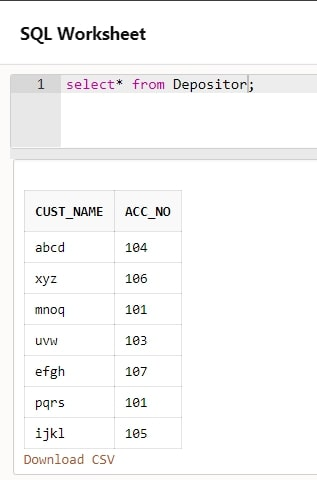 SQL Worksheet
1 select* from Depositor;
CUST_NAME ACC_NO
abcd 104
xyz 106
mnoq 101
uvw 103
efgh 107
pqrs 101
ijkl 105
Download CSV